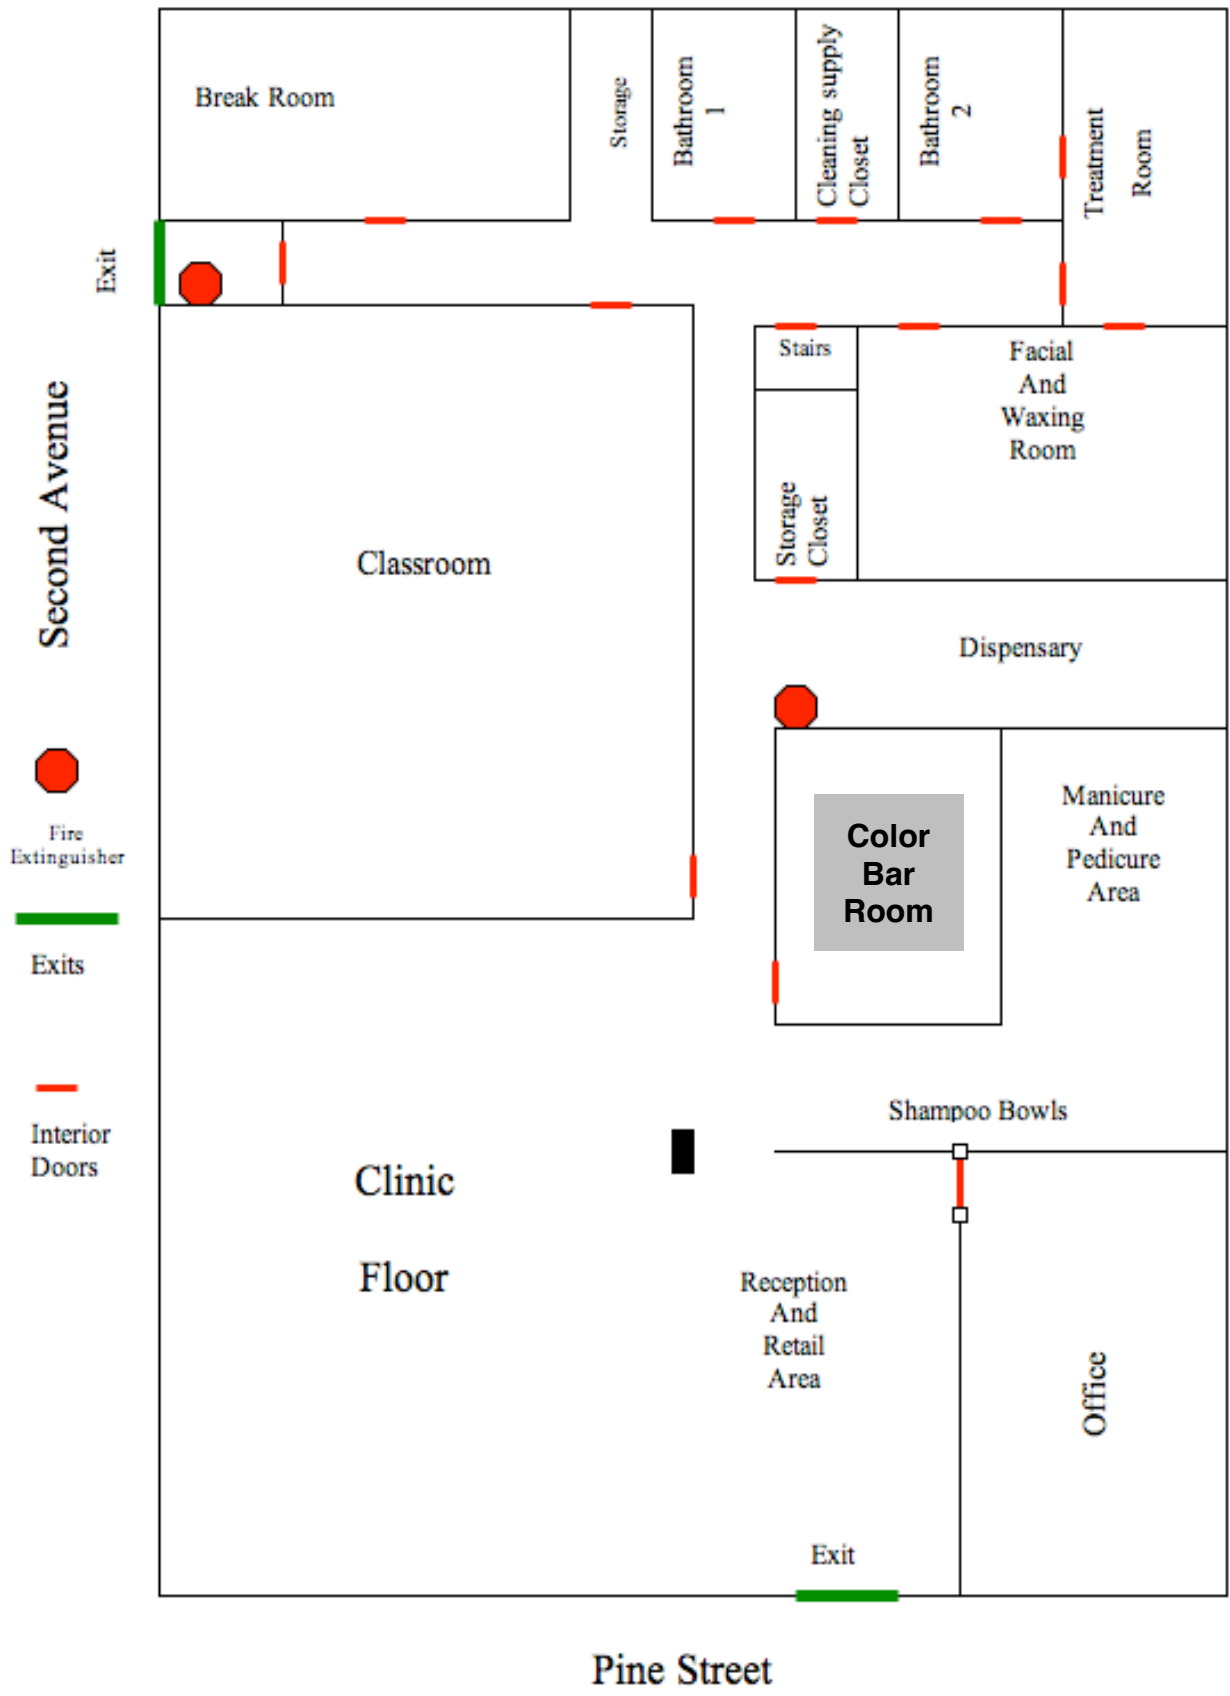 Break Room
Storage
Bathroom
1
Cleaning supply
Closet
Bathroom
2
Treatment
Room
Exit
Stairs
Facial
And
Waxing
Room
Second Avenue
Storage
Closet
Classroom
Dispensary
Fire
Extinguisher
Color
Bar
Room
Manicure
And
Pedicure
Area
Exits
Interior
Doors
Shampoo Bowls
Clinic
Floor
Reception
And
Retail
Area
Office
Exit
Pine Street